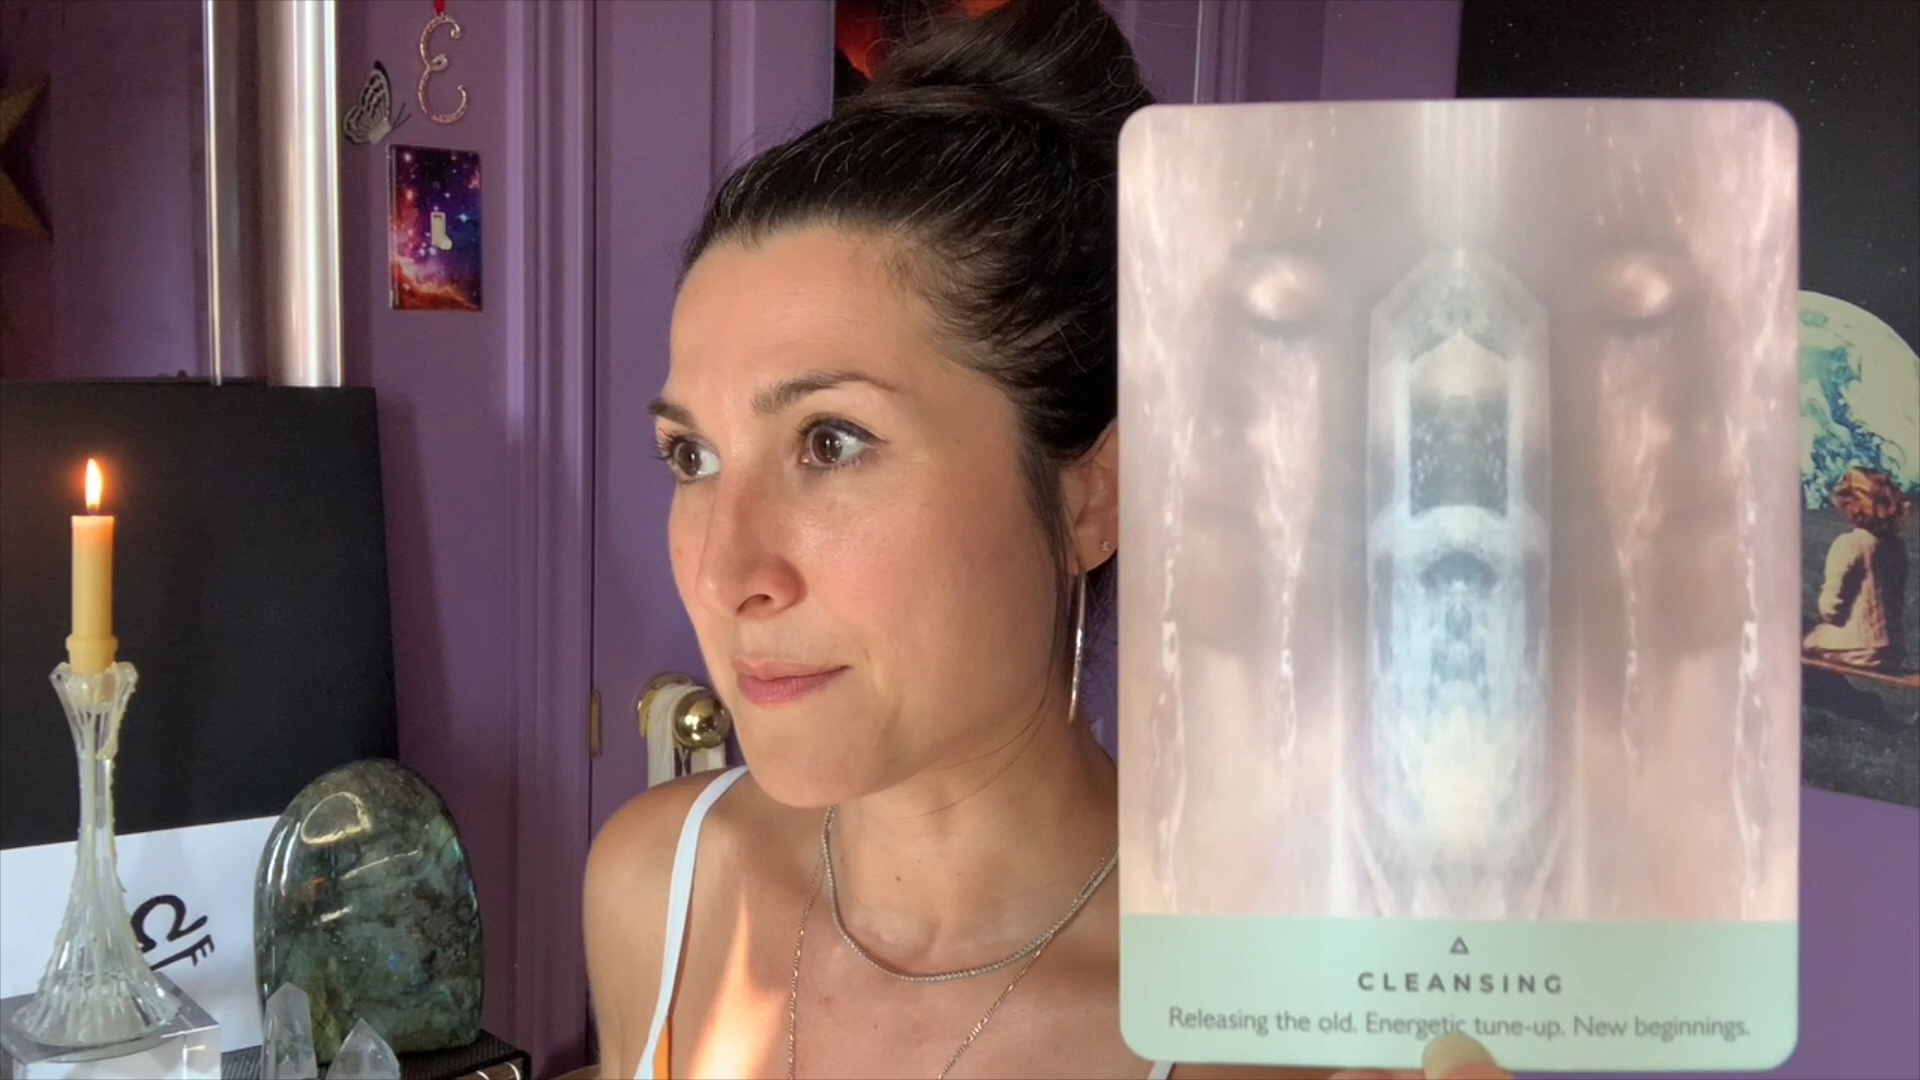 ε
CLEANSING
Releasing the old. Energetic tune-up. New beginnings.